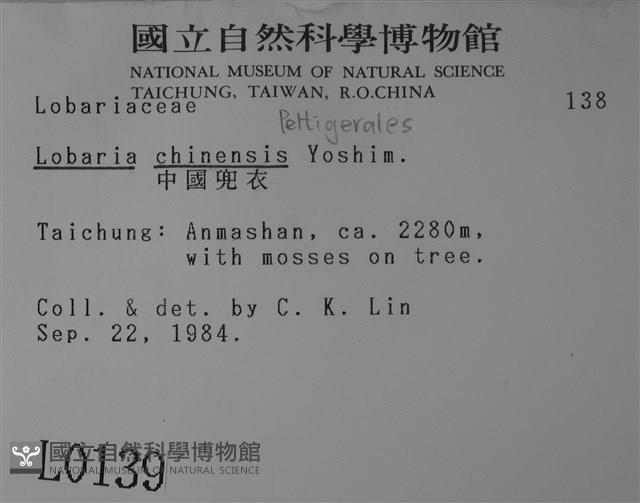 國立自然科學博物館
NATIONAL MUSEUM OF NATURAL SCIENCE
TAICHUNG, TAIWAN, R.O.CHINA
Lobariaceae 138
Peltigerales
Lobaria chinensis Yoshim.
中國兜衣
Taichung: Anmashan, ca. 2280m,
with mosses on tree.
Coll. & det. by C. K. Lin
Sep. 22, 1984.
國立自然科學博物館
NATIONAL MUSEUM OF NATURAL SCIENCE
L0139